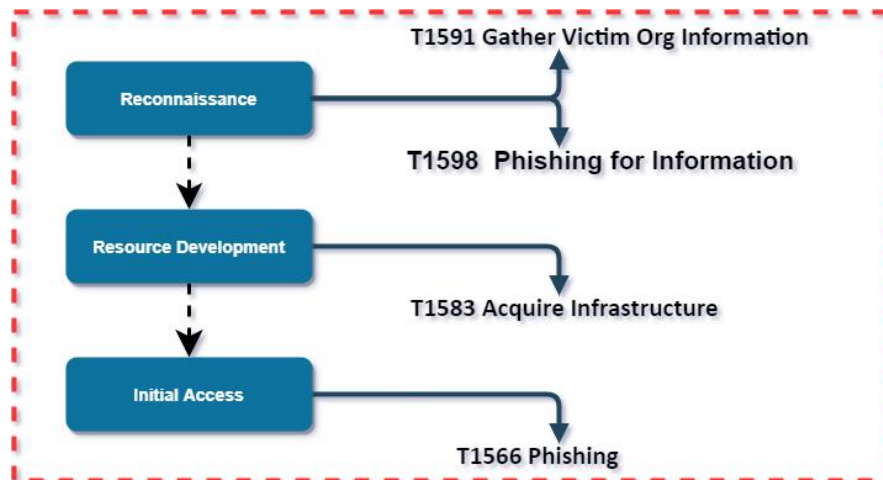 T1591 Gather Victim Org Information
Reconnaissance
T1598 Phishing for Information
Resource Development
T1583 Acquire Infrastructure
Initial Access
T1566 Phishing